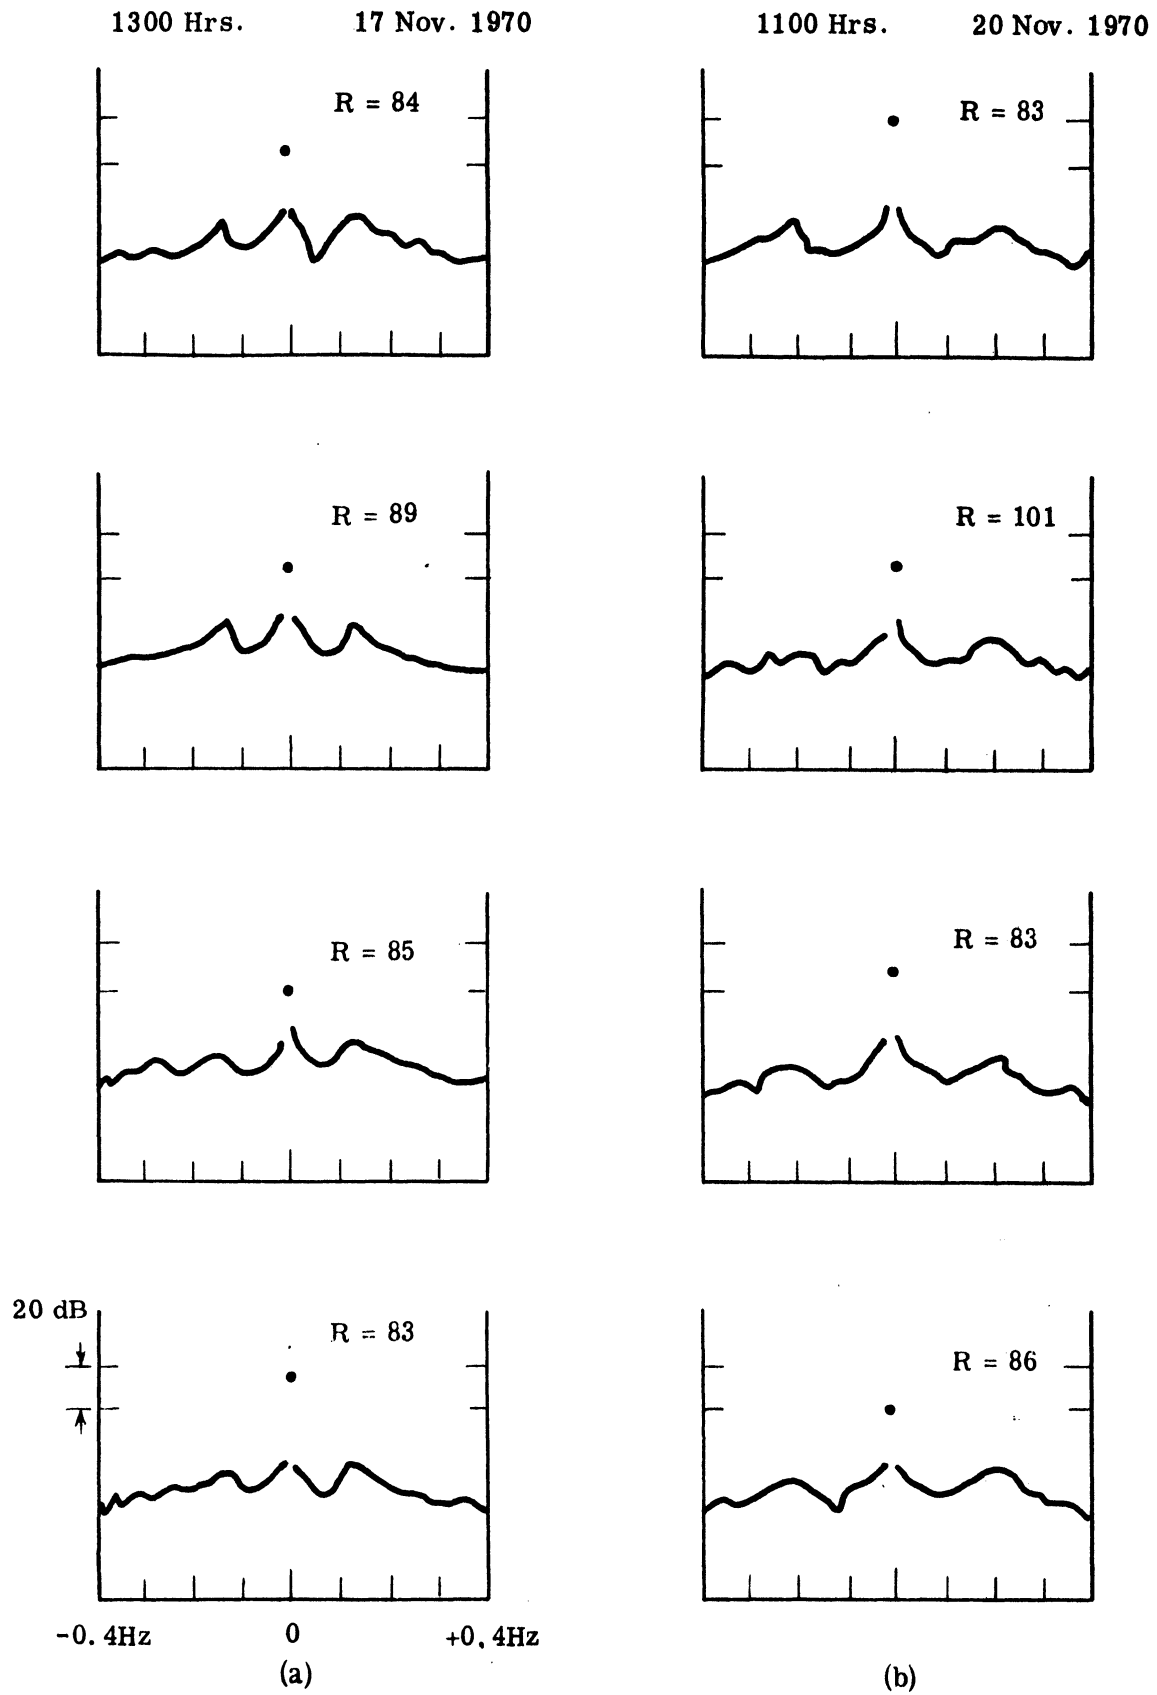 1300 Hrs. 17 Nov. 1970
1100 Hrs. 20 Nov. 1970
R = 84
R = 83
R = 89
R = 101
R = 85
R = 83
20 dB
R = 83
R = 86
-0.4Hz 0 +0.4Hz
(a)
(b)